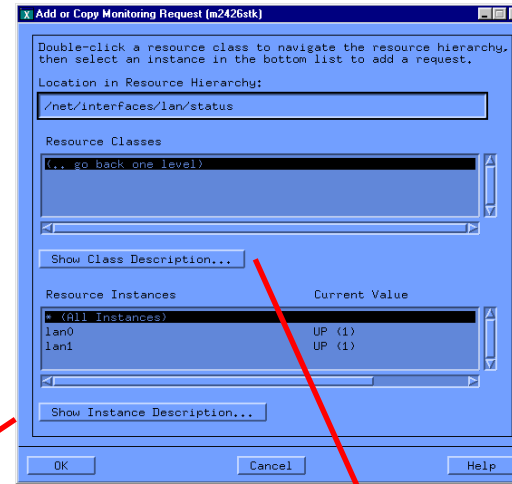 X Add or Copy Monitoring Request (m2426stk)
Double-click a resource class to navigate the resource hierarchy,
then select an instance in the bottom list to add a request.
Location in Resource Hierarchy:
/net/interfaces/lan/status
Resource Classes
(.. go back one level)
Show Class Description...
Resource Instances Current Value
* (All Instances)
lan0 UP (1)
lan1 UP (1)
Show Instance Description...
OK Cancel Help